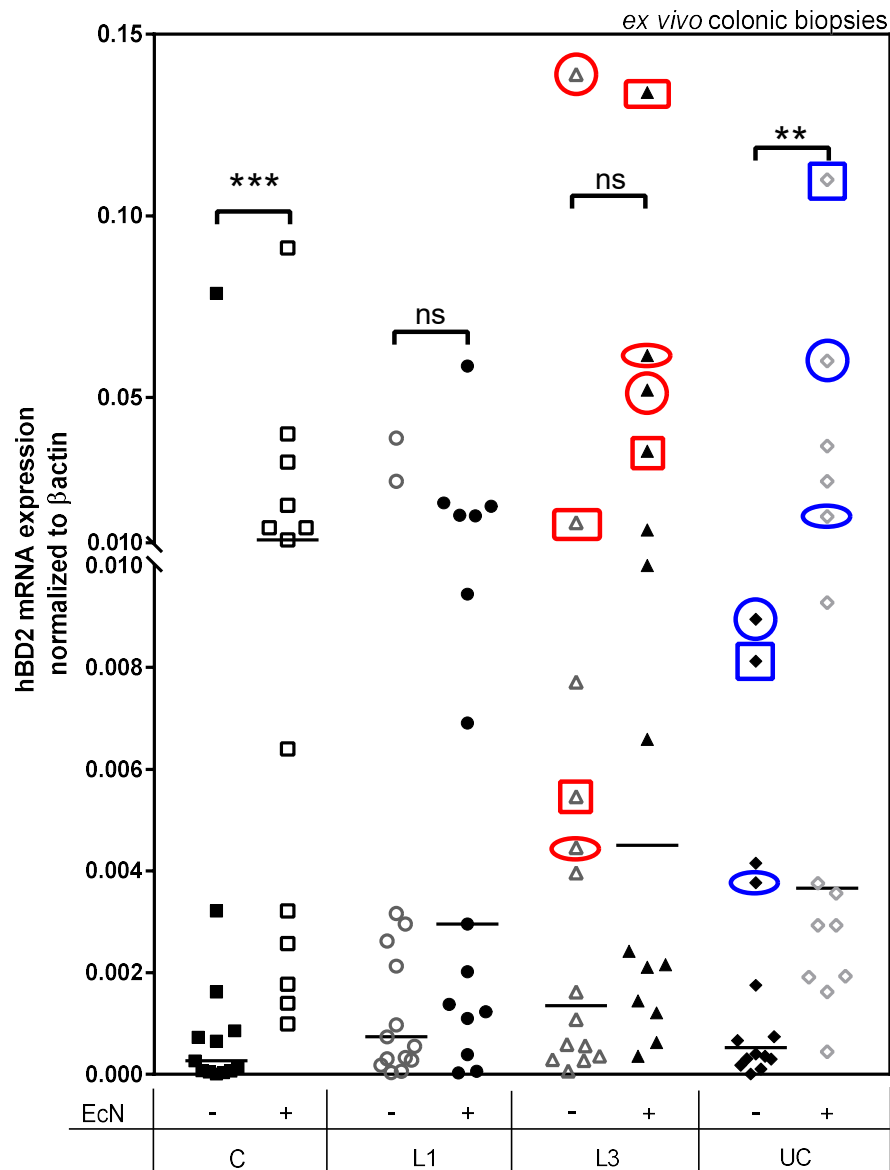 ex vivo colonic biopsies
0.15
**
***
ns
0.10
ns
0.05
hBD2 mRNA expression
normalized to βactin
0.010
0.010
0.008
0.006
0.004
0.002
0.000
EcN - + - + - + - +
C L1 L3 UC